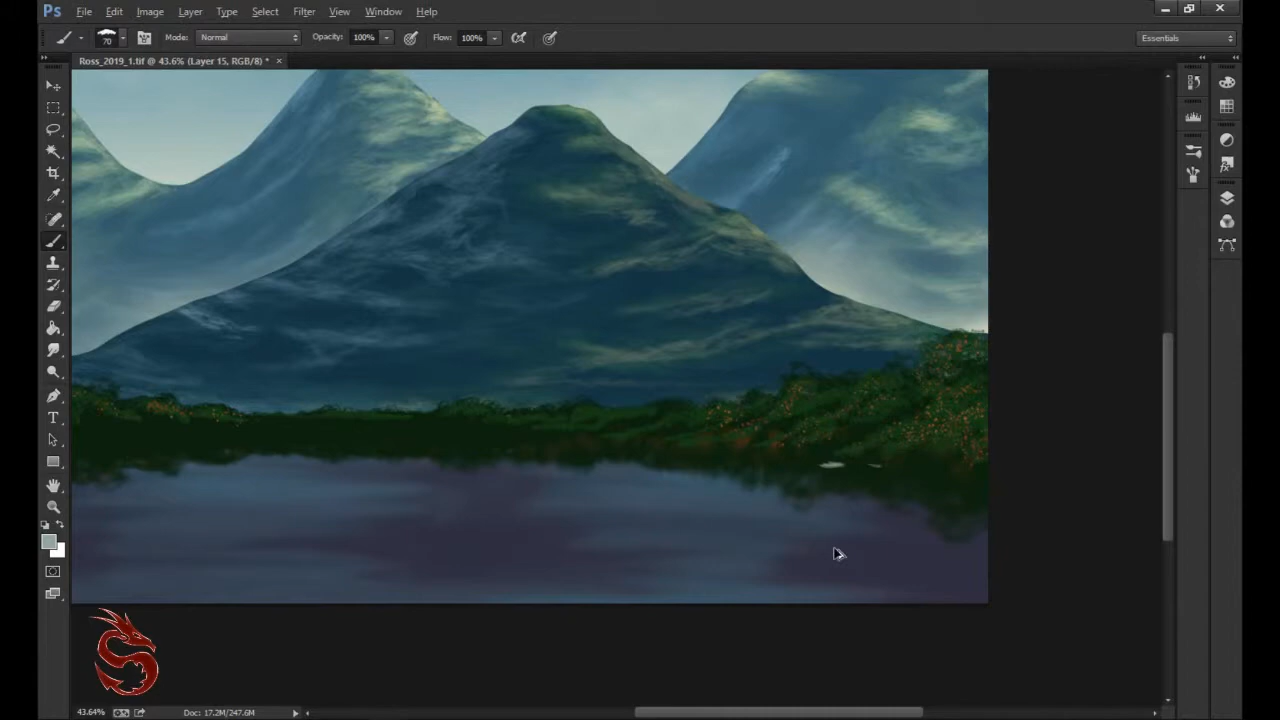 Ps File Edit Image Layer Type Select Filter View Window Help
70 Mode: Normal Opacity: 100% Flow: 100% Essentials
Ross_2019_1.tif @ 43.6% (Layer 15, RGB/8) * ×
T
43.64% Doc: 17.2M/247.6M